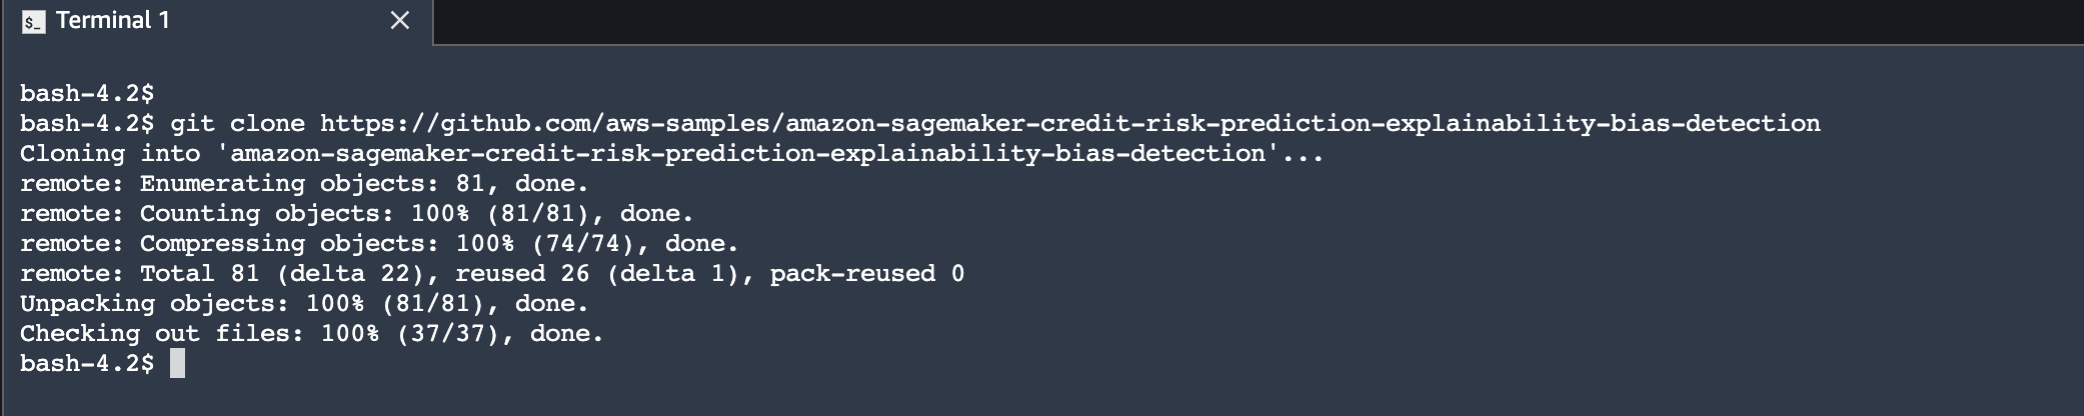 $_ Terminal 1 ×
bash-4.2$
bash-4.2$ git clone https://github.com/aws-samples/amazon-sagemaker-credit-risk-prediction-explainability-bias-detection
Cloning into 'amazon-sagemaker-credit-risk-prediction-explainability-bias-detection'...
remote: Enumerating objects: 81, done.
remote: Counting objects: 100% (81/81), done.
remote: Compressing objects: 100% (74/74), done.
remote: Total 81 (delta 22), reused 26 (delta 1), pack-reused 0
Unpacking objects: 100% (81/81), done.
Checking out files: 100% (37/37), done.
bash-4.2$